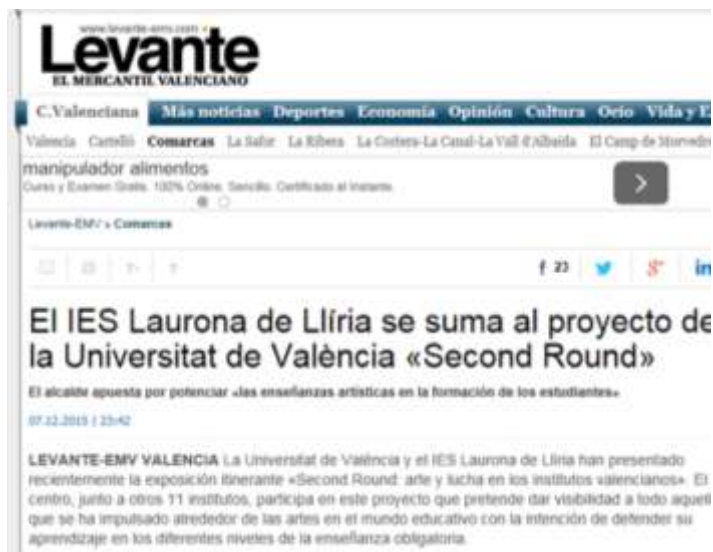 www.levante-emv.com
Levante
EL MERCANTIL VALENCIANO
C.Valenciana Más noticias Deportes Economía Opinión Cultura Ocio Vida y E
Valencia Castelló Comarcas La Safor La Ribera La Costera-La Canal-La Vall d'Albaida El Camp de Morvedre
manipulador alimentos
Curso y Examen Gratis. 100% Online. Sencillo. Certificado al Instante.
Levante-EMV » Comarcas
f 23 in
El IES Laurona de Llíria se suma al proyecto de
la Universitat de València «Second Round»
El alcalde apuesta por potenciar «las enseñanzas artísticas en la formación de los estudiantes»
07.12.2015 | 23:42
LEVANTE-EMV VALENCIA La Universitat de València y el IES Laurona de Llíria han presentado
recientemente la exposición itinerante «Second Round: arte y lucha en los institutos valencianos». El
centro, junto a otros 11 institutos, participa en este proyecto que pretende dar visibilidad a todo aquell
que se ha impulsado alrededor de las artes en el mundo educativo con la intención de defender su
aprendizaje en los diferentes niveles de la enseñanza obligatoria.